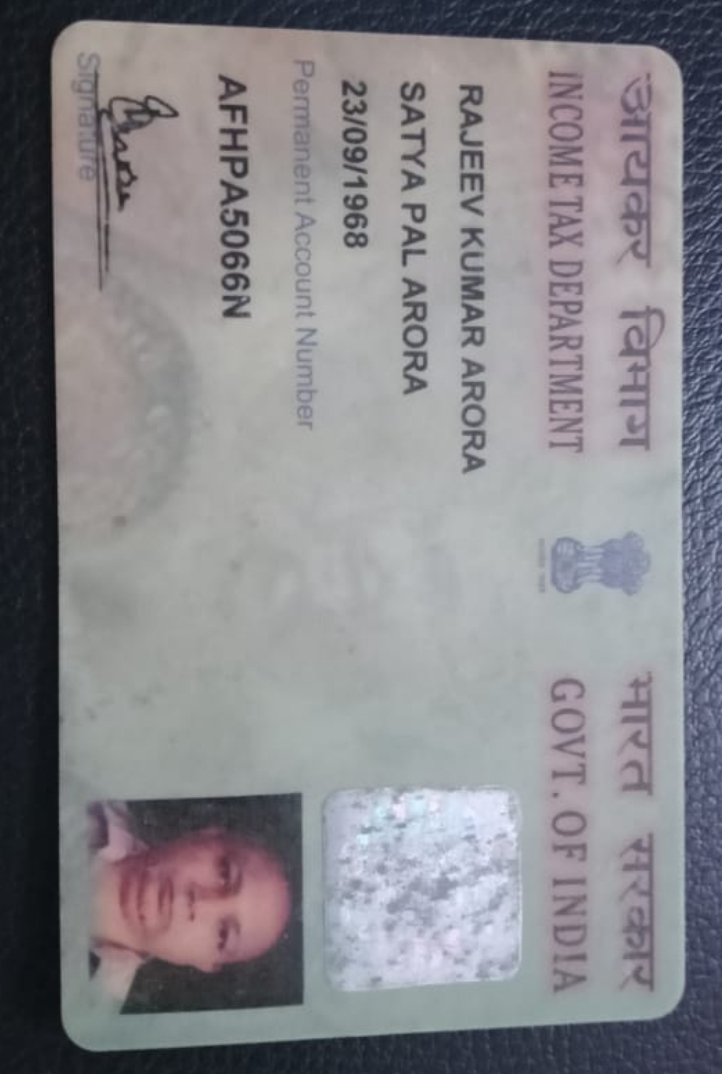 आयकर विभाग
INCOME TAX DEPARTMENT
भारत सरकार
GOVT. OF INDIA
RAJEEV KUMAR ARORA
SATYA PAL ARORA
23/09/1968
Permanent Account Number
AFHPA5066N
Signature